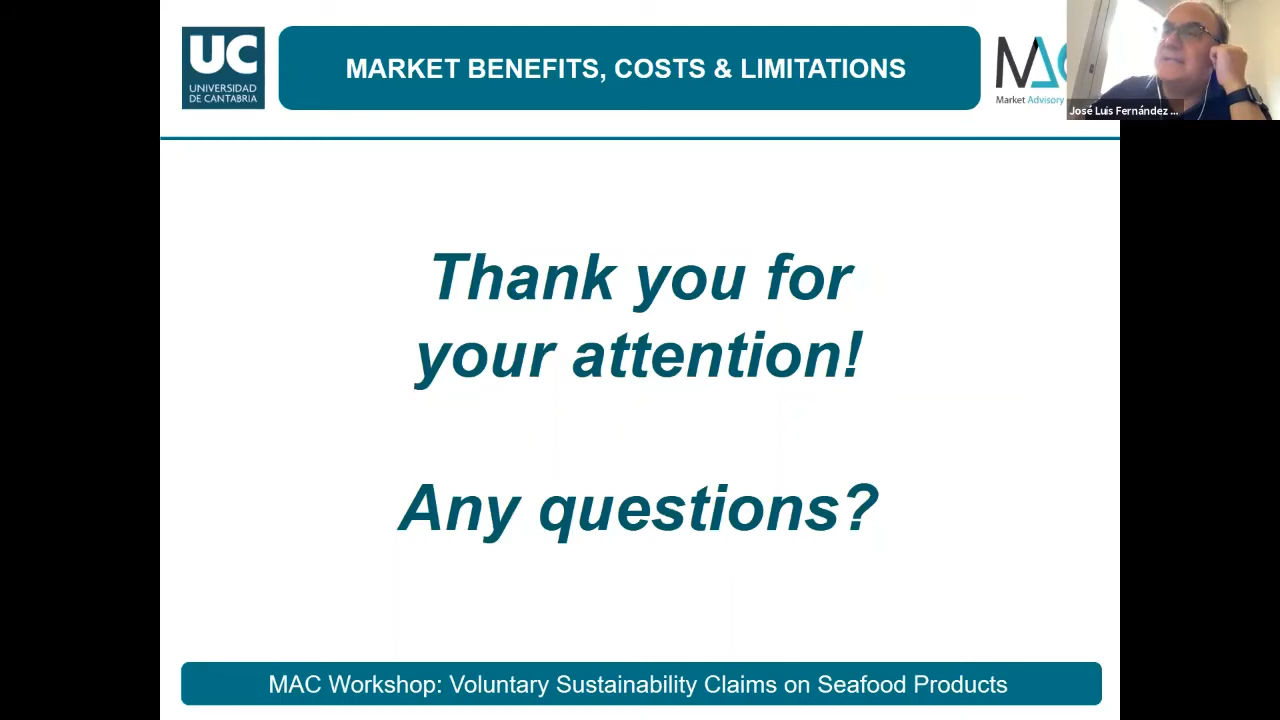 UC
UNIVERSIDAD
DE CANTABRIA
MARKET BENEFITS, COSTS & LIMITATIONS
MAC
Market Advisory
José Luis Fernández ...
Thank you for
your attention!
Any questions?
MAC Workshop: Voluntary Sustainability Claims on Seafood Products